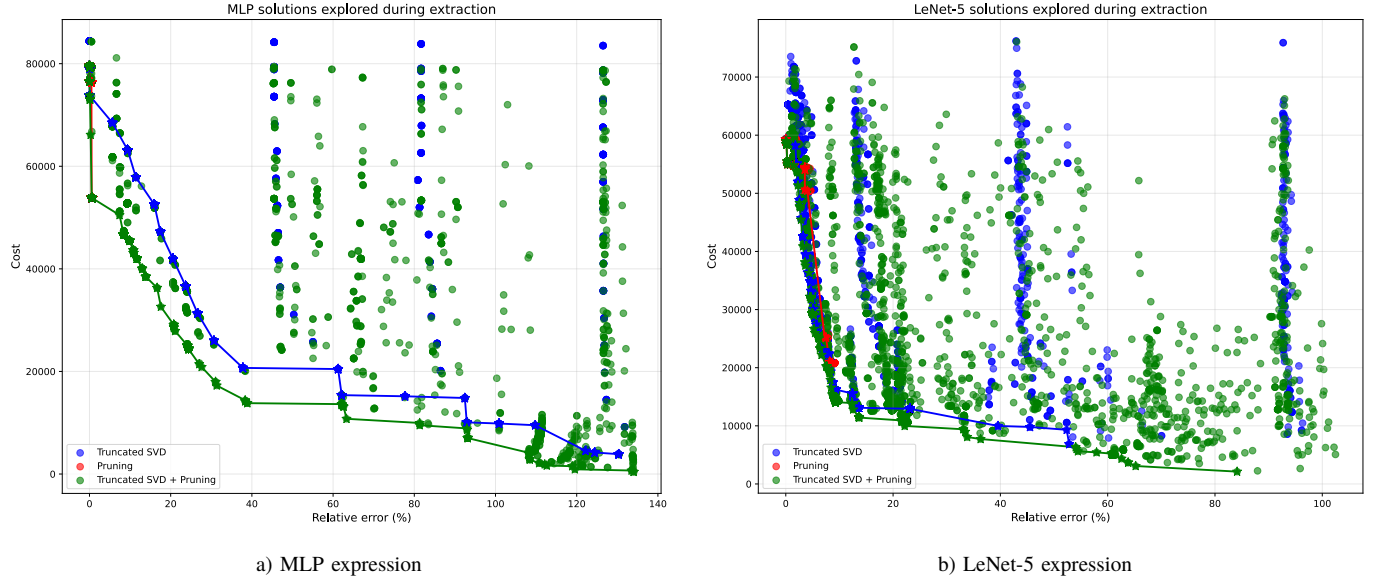 MLP solutions explored during extraction
80000
60000
40000
20000
0
Cost
0 20 40 60 80 100 120 140
Relative error (%)
Truncated SVD
Pruning
Truncated SVD + Pruning
a) MLP expression
LeNet-5 solutions explored during extraction
70000
60000
50000
40000
30000
20000
10000
0
Cost
0 20 40 60 80 100
Relative error (%)
Truncated SVD
Pruning
Truncated SVD + Pruning
b) LeNet-5 expression